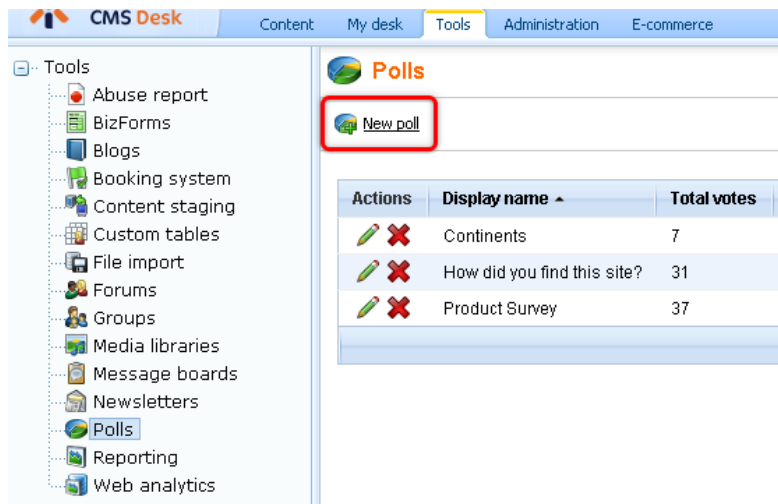 CMS Desk
Content My desk Tools Administration E-commerce
Tools
Abuse report
BizForms
Blogs
Booking system
Content staging
Custom tables
File import
Forums
Groups
Media libraries
Message boards
Newsletters
Polls
Reporting
Web analytics
Polls
New poll
Actions Display name Total votes
Continents 7
How did you find this site? 31
Product Survey 37